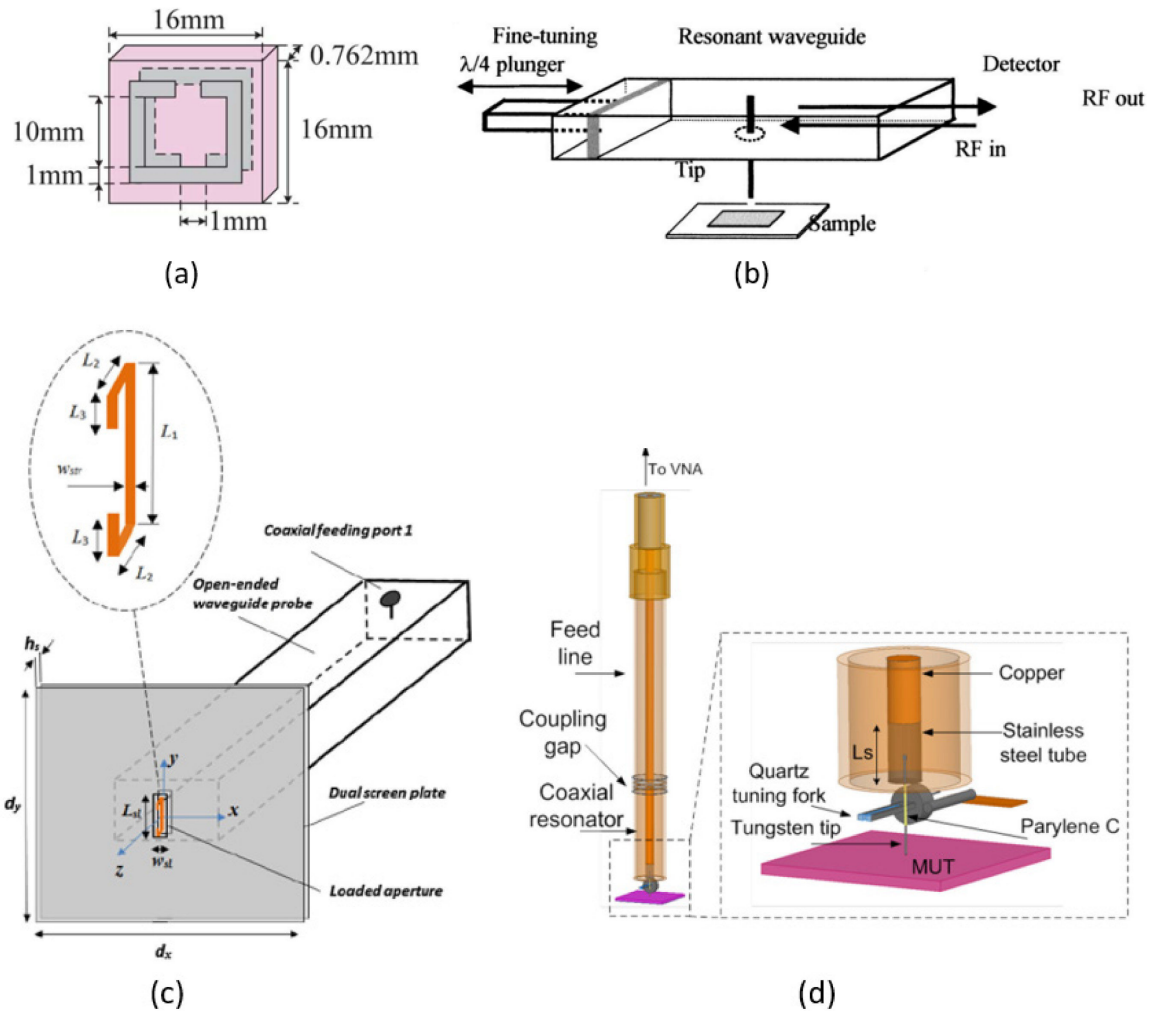 16mm
0.762mm
10mm
16mm
1mm
1mm
(a)
Fine-tuning
λ/4 plunger
Resonant waveguide
Detector
RF out
RF in
Tip
Sample
(b)
L2
L3
L1
wstr
L3
L2
Coaxial feeding port 1
Open-ended
waveguide probe
hs
y
dy
Lsl
x
Dual screen plate
wsl
z
Loaded aperture
dx
(c)
To VNA
Feed
line
Coupling
gap
Coaxial
resonator
Copper
Ls
Stainless
steel tube
Quartz
tuning fork
Tungsten tip
Parylene C
MUT
(d)